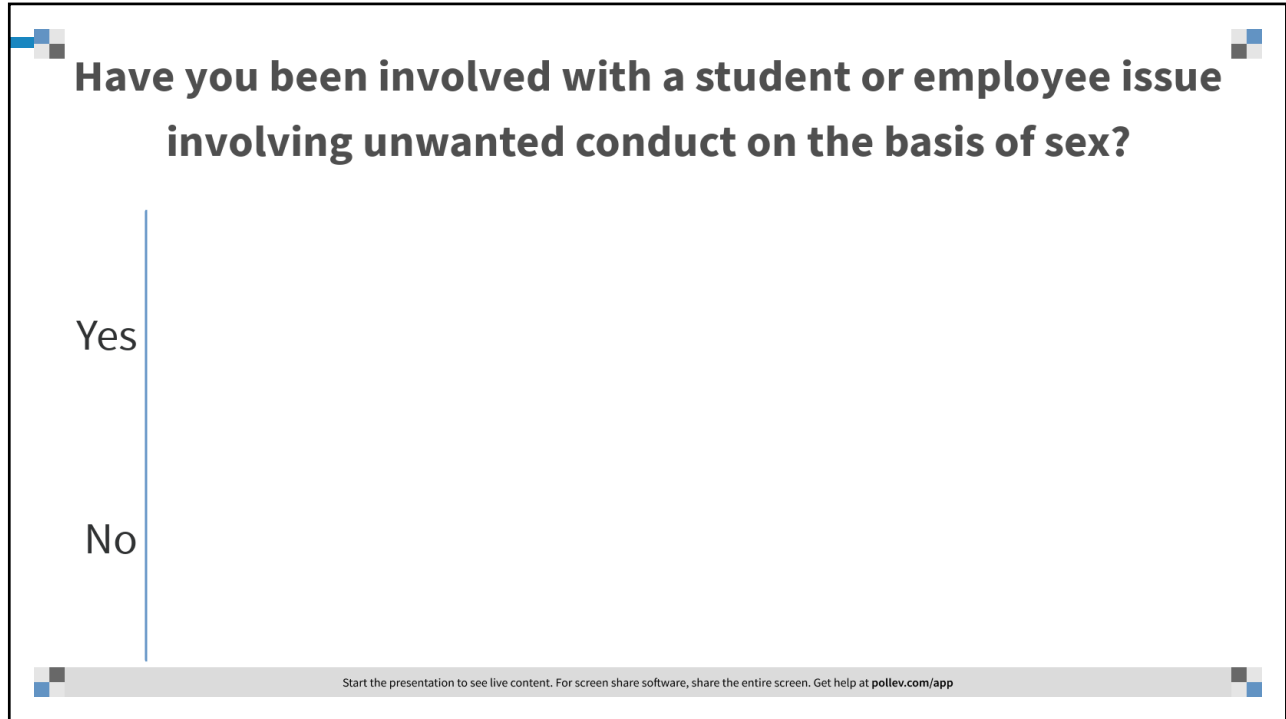 Have you been involved with a student or employee issue
involving unwanted conduct on the basis of sex?
Yes
No
Start the presentation to see live content. For screen share software, share the entire screen. Get help at pollev.com/app